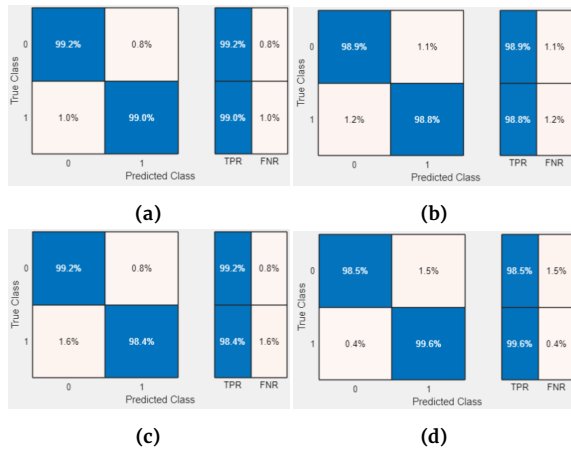 True Class
0
99.2%
0.8%
99.2%
0.8%
1
1.0%
99.0%
99.0%
1.0%
0
1
TPR
FNR
Predicted Class
(a)
True Class
0
98.9%
1.1%
98.9%
1.1%
1
1.2%
98.8%
98.8%
1.2%
0
1
TPR
FNR
Predicted Class
(b)
True Class
0
99.2%
0.8%
99.2%
0.8%
1
1.6%
98.4%
98.4%
1.6%
0
1
TPR
FNR
Predicted Class
(c)
True Class
0
98.5%
1.5%
98.5%
1.5%
1
0.4%
99.6%
99.6%
0.4%
0
1
TPR
FNR
Predicted Class
(d)